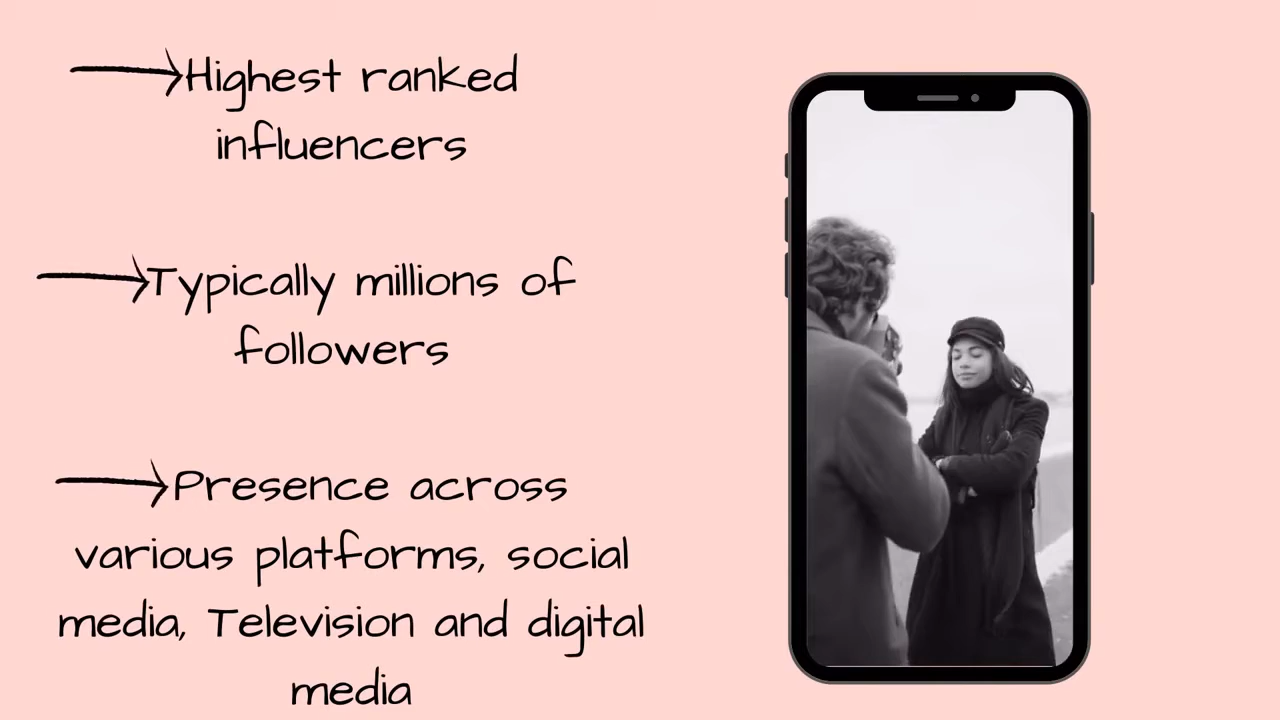 Highest ranked
influencers
Typically millions of
followers
Presence across
various platforms, social
media, Television and digital
media